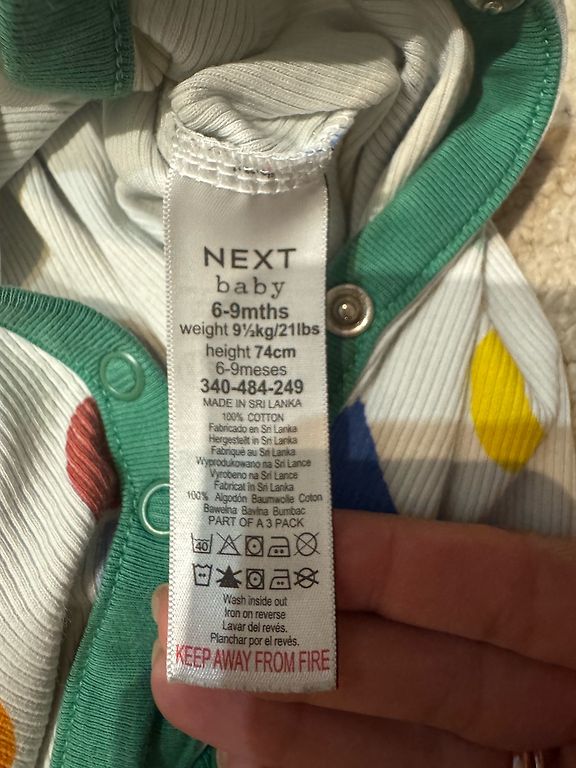 NEXT
baby
6-9mths
weight 9½kg/21lbs
height 74cm
6-9meses
340-484-249
MADE IN SRI LANKA
100% COTTON
Fabricado en Sri Lanka
Hergestellt in Sri Lanka
Fabriqué au Sri Lanka
Wyprodukowano na Sri Lance
Vyrobeno na Sri Lance
Fabricat în Sri Lanka
100% Algodón Baumwolle Coton
Bawełna Bavlna Bumbac
PART OF A 3 PACK
40
Wash inside out
Iron on reverse
Lavar del revés.
Planchar por el revés.
KEEP AWAY FROM FIRE